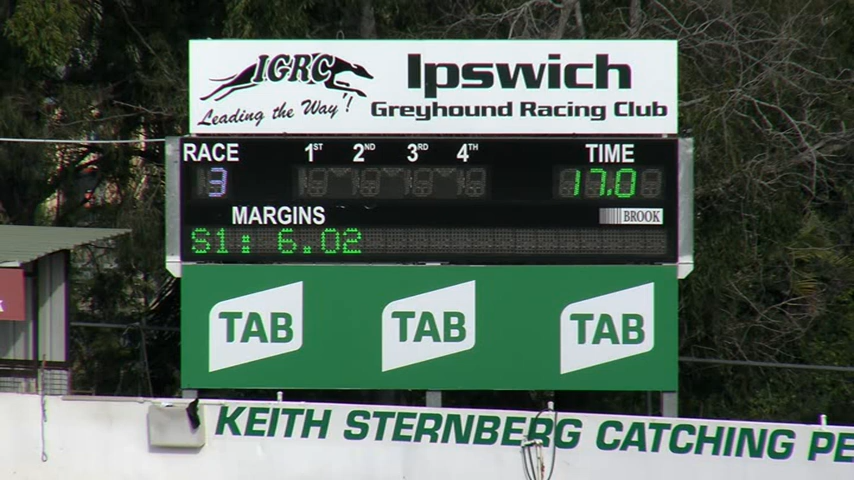 IGRC
Leading the Way!
Ipswich
Greyhound Racing Club
RACE 1ST 2ND 3RD 4TH TIME
3 17.0
MARGINS BROOK
S1: 6.02
TAB TAB TAB
KEITH STERNBERG CATCHING PE